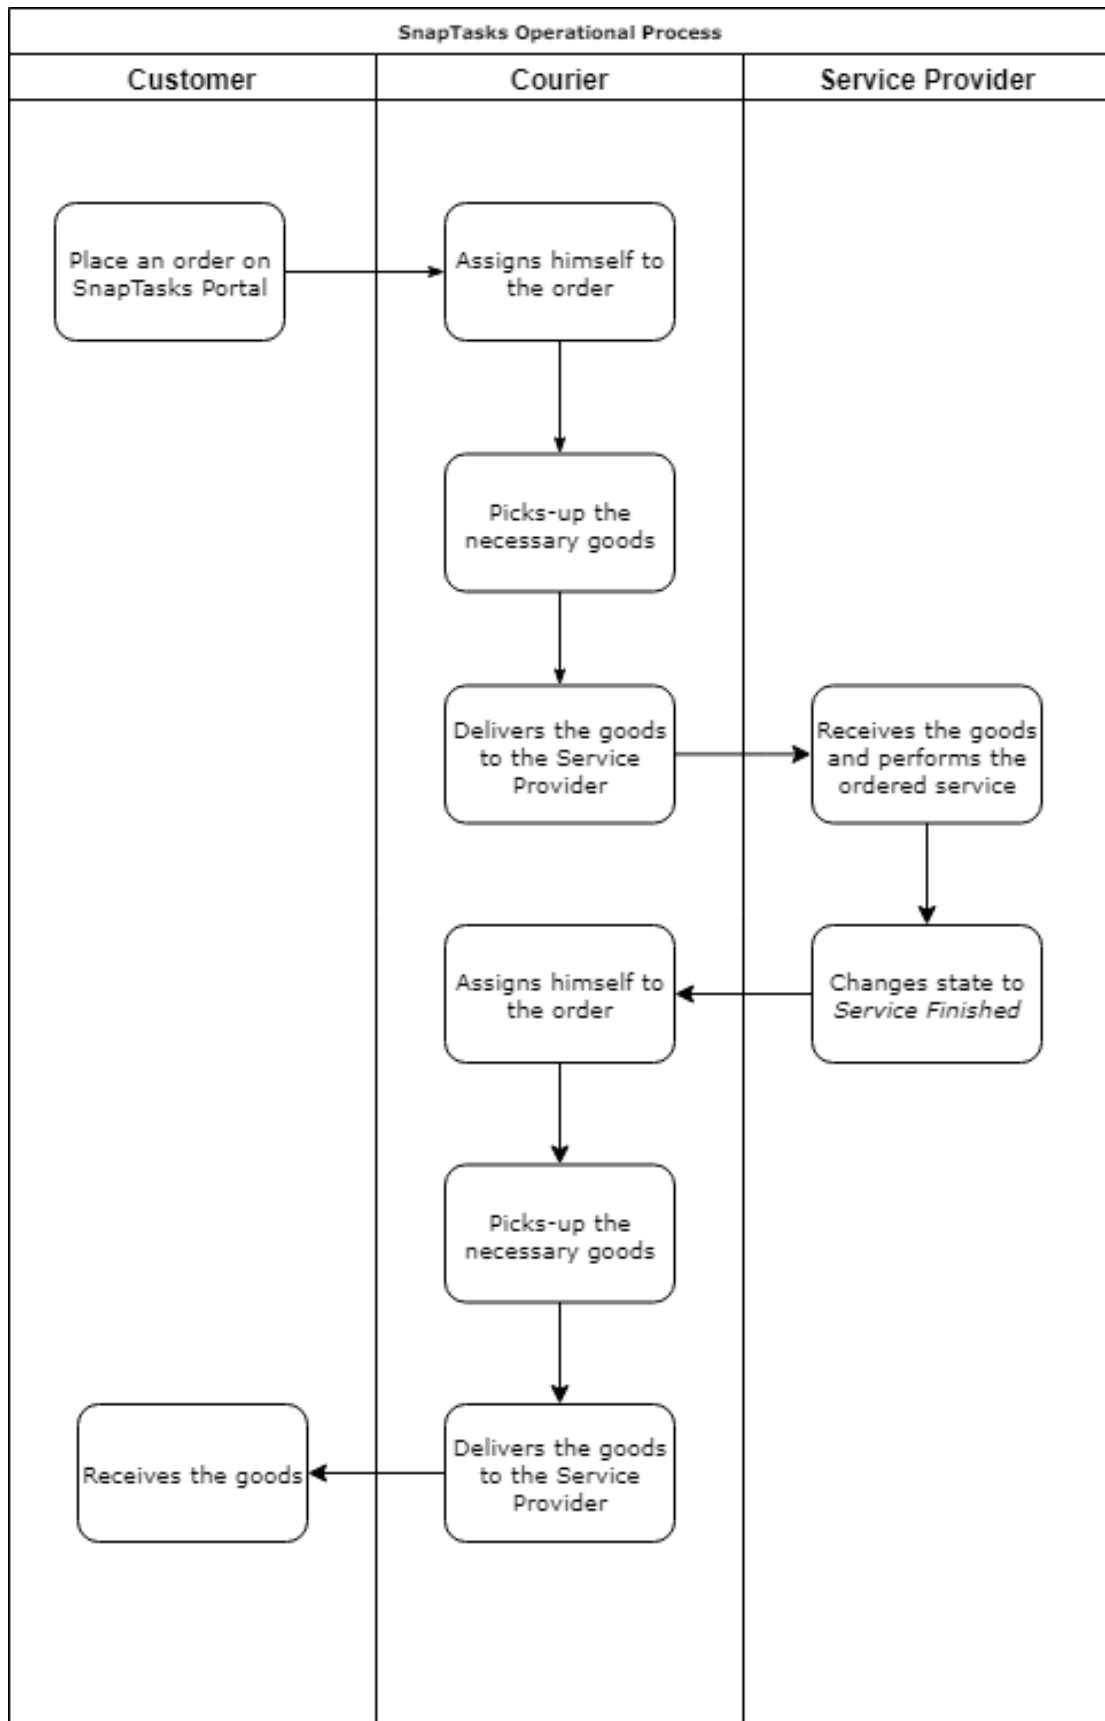 SnapTasks Operational Process
Customer
Courier
Service Provider
Place an order on
SnapTasks Portal
Assigns himself to
the order
Picks-up the
necessary goods
Delivers the goods
to the Service
Provider
Receives the goods
and performs the
ordered service
Changes state to
Service Finished
Assigns himself to
the order
Picks-up the
necessary goods
Delivers the goods
to the Service
Provider
Receives the goods